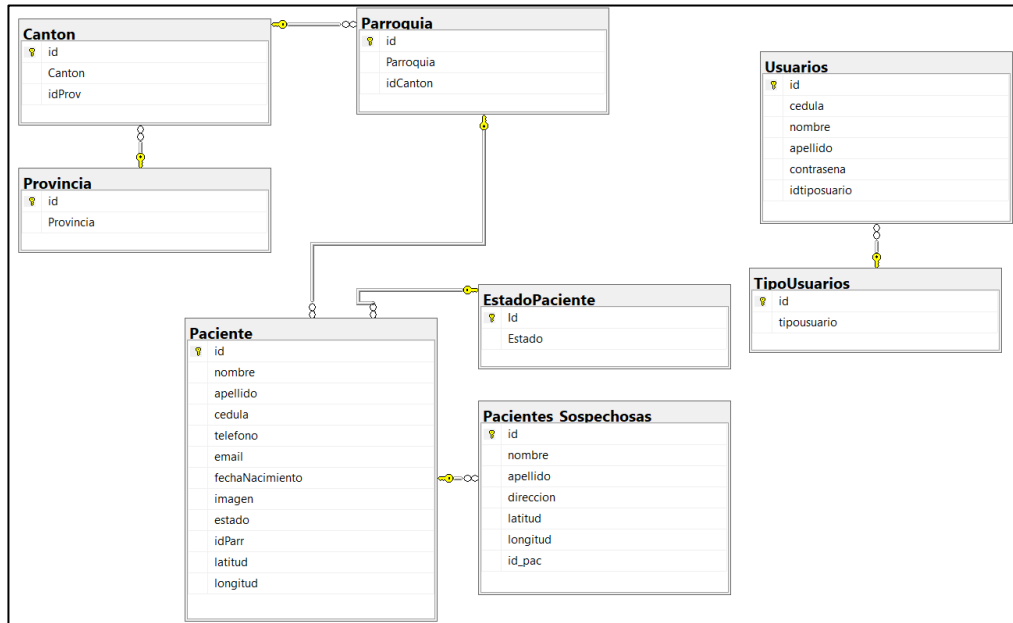 Canton
id
Canton
idProv
Parroquia
id
Parroquia
idCanton
Usuarios
id
cedula
nombre
apellido
contrasena
idtiposuario
Provincia
id
Provincia
TipoUsuarios
id
tipousuario
EstadoPaciente
Id
Estado
Paciente
id
nombre
apellido
cedula
telefono
email
fechaNacimiento
imagen
estado
idParr
latitud
longitud
Pacientes_Sospechosas
id
nombre
apellido
direccion
latitud
longitud
id_pac